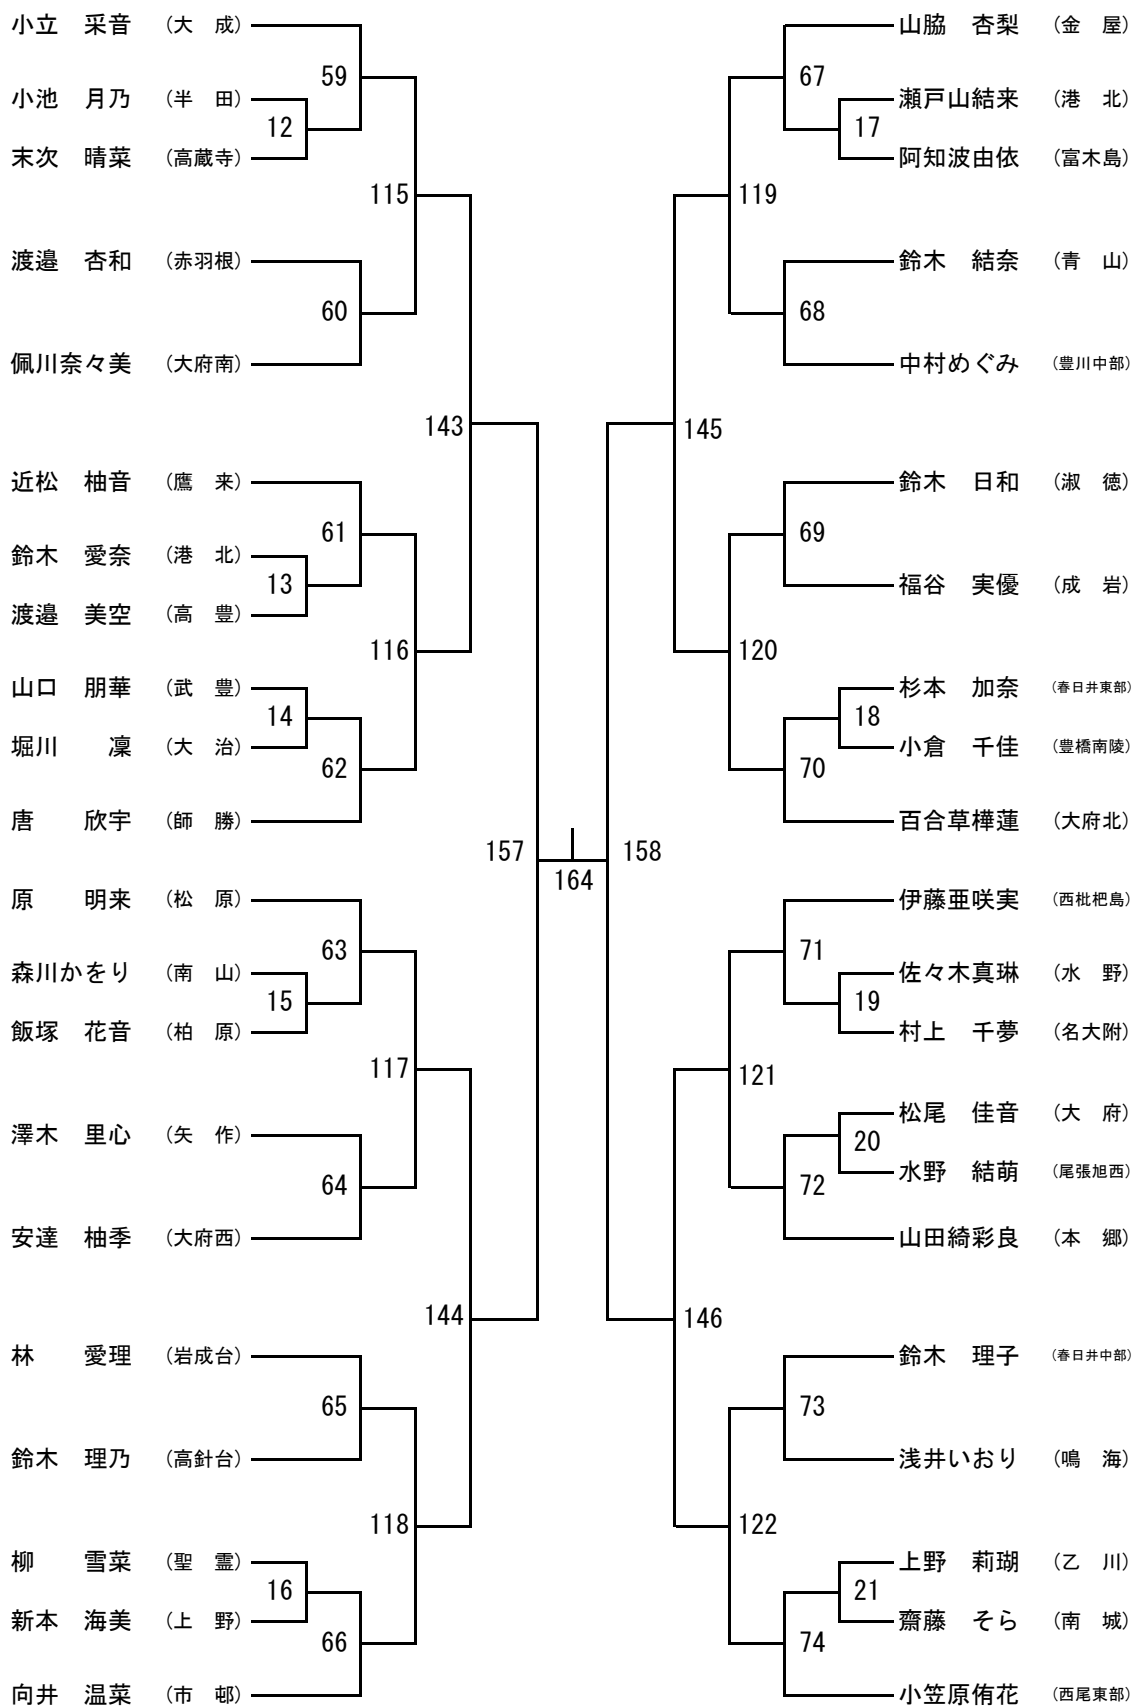 小立　采音　（大　成）
59
小池　月乃　（半　田）
12
末次　晴菜　（高蔵寺）
115
渡邉　杏和　（赤羽根）
60
佩川奈々美　（大府南）
143
近松　柚音　（鷹　来）
61
鈴木　愛奈　（港　北）
13
渡邉　美空　（高　豊）
116
山口　朋華　（武　豊）
14
堀川　　凜　（大　治）
62
唐　　欣宇　（師　勝）
157
原　　明来　（松　原）
63
森川かをり　（南　山）
15
飯塚　花音　（柏　原）
117
澤木　里心　（矢　作）
64
安達　柚季　（大府西）
144
林　　愛理　（岩成台）
65
鈴木　理乃　（高針台）
118
柳　　雪菜　（聖　霊）
16
新本　海美　（上　野）
66
向井　温菜　（市　邨）
164
山脇　杏梨　（金　屋）
67
瀬戸山結来　（港　北）
17
阿知波由依　（富木島）
119
鈴木　結奈　（青　山）
68
中村めぐみ　（豊川中部）
145
鈴木　日和　（淑　徳）
69
福谷　実優　（成　岩）
120
杉本　加奈　（春日井東部）
18
小倉　千佳　（豊橋南陵）
70
百合草樺蓮　（大府北）
158
伊藤亜咲実　（西枇杷島）
71
佐々木真琳　（水　野）
19
村上　千夢　（名大附）
121
松尾　佳音　（大　府）
20
水野　結萌　（尾張旭西）
72
山田綺彩良　（本　郷）
146
鈴木　理子　（春日井中部）
73
浅井いおり　（鳴　海）
122
上野　莉瑚　（乙　川）
21
齋藤　そら　（南　城）
74
小笠原侑花　（西尾東部）